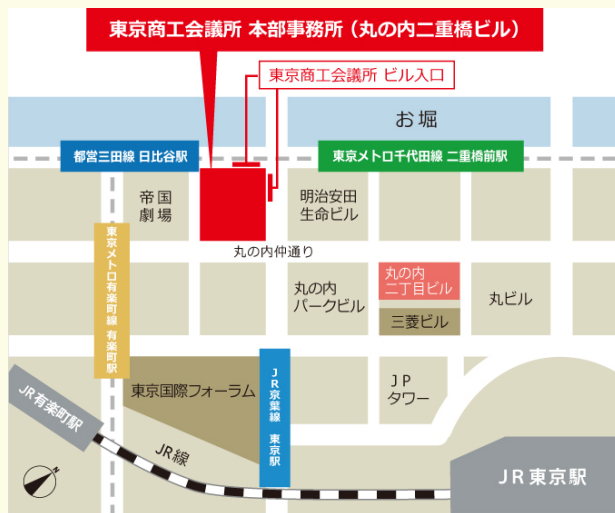 東京商工会議所 本部事務所（丸の内二重橋ビル）
東京商工会議所 ビル入口
お堀
都営三田線 日比谷駅
東京メトロ千代田線 二重橋前駅
帝国
劇場
明治安田
生命ビル
東京メトロ有楽町線 有楽町駅
丸の内仲通り
丸の内
パークビル
丸の内
二丁目ビル
三菱ビル
丸ビル
東京国際フォーラム
JR京葉線 東京駅
JP
タワー
JR有楽町駅
JR線
JR東京駅
N